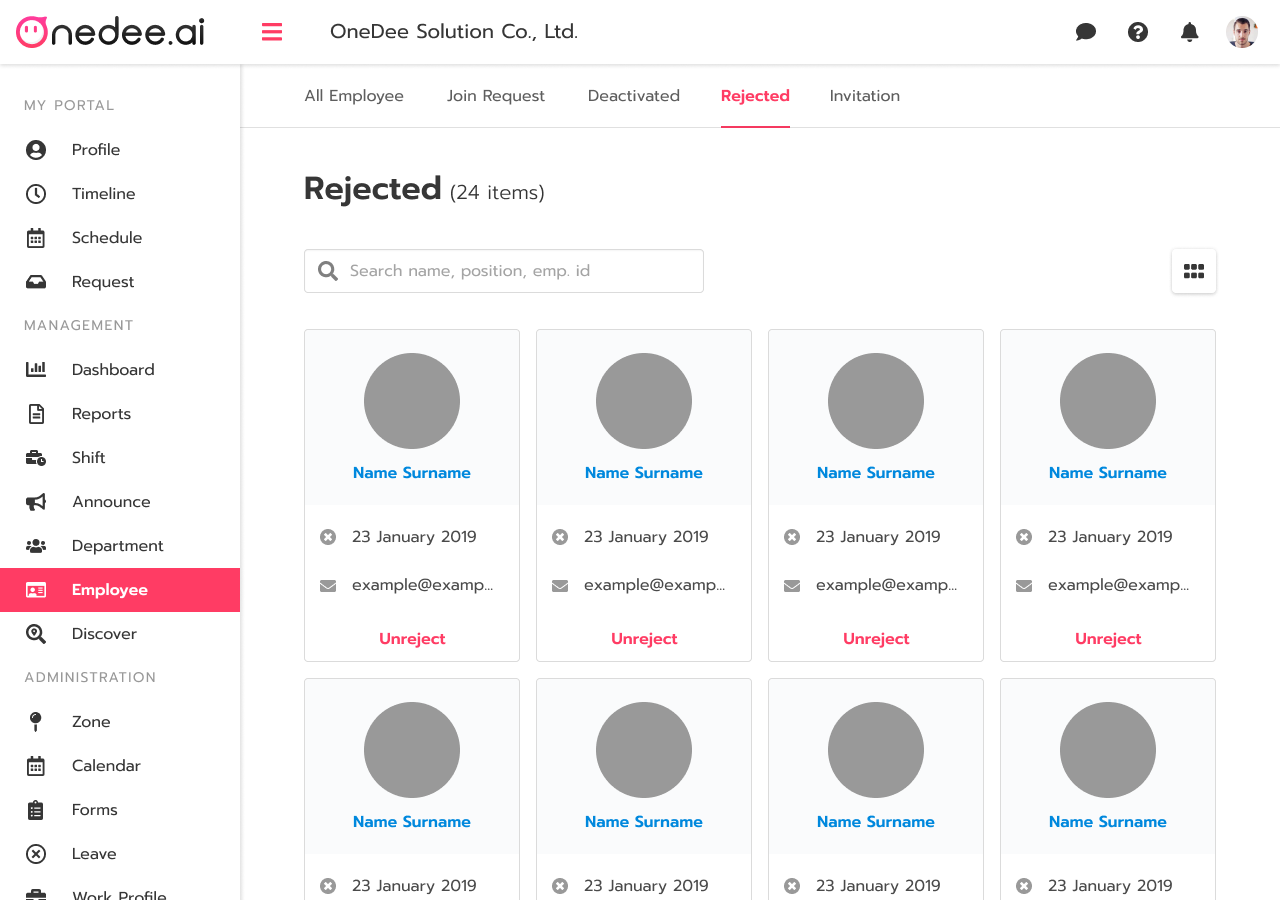 Onedee.ai
OneDee Solution Co., Ltd.
MY PORTAL
Profile
Timeline
Schedule
Request
MANAGEMENT
Dashboard
Reports
Shift
Announce
Department
Employee
Discover
ADMINISTRATION
Zone
Calendar
Forms
Leave
Work Profile
All Employee Join Request Deactivated Rejected Invitation
Rejected (24 items)
Search name, position, emp. id
Name Surname Name Surname Name Surname Name Surname
23 January 2019 23 January 2019 23 January 2019 23 January 2019
example@examp... example@examp... example@examp... example@examp...
Unreject Unreject Unreject Unreject
Name Surname Name Surname Name Surname Name Surname
23 January 2019 23 January 2019 23 January 2019 23 January 2019